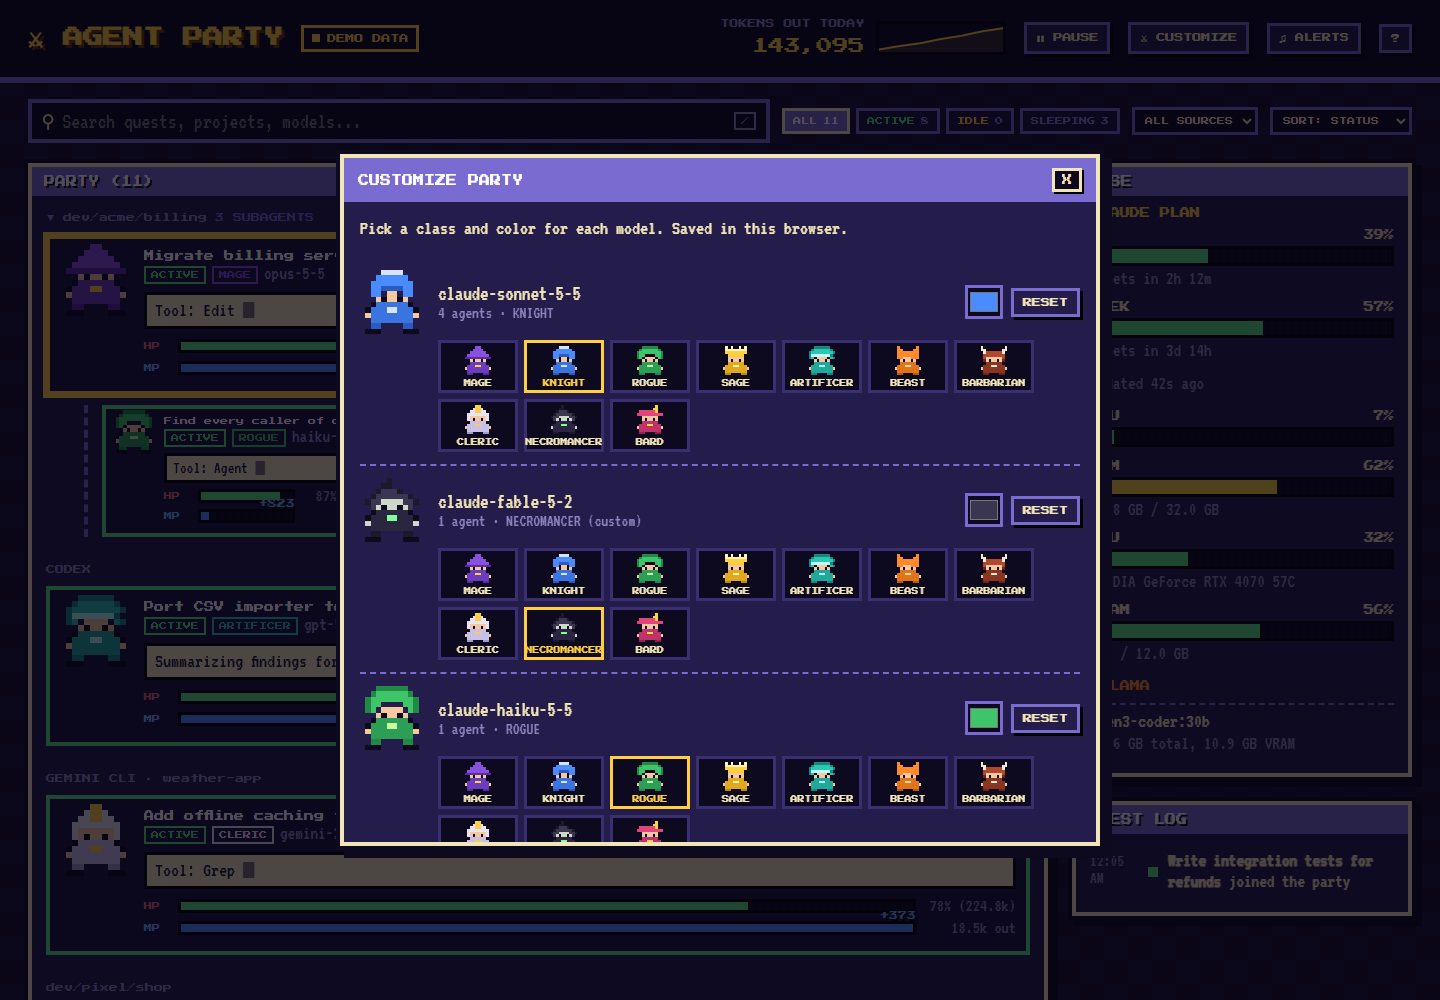 AGENT PARTY
DEMO DATA
TOKENS OUT TODAY
143,095
PAUSE
CUSTOMIZE
ALERTS
?
Search quests, projects, models...
/
ALL 11
ACTIVE 8
IDLE 0
SLEEPING 3
ALL SOURCES
SORT: STATUS
PARTY (11)
dev/acme/billing 3 SUBAGENTS
Migrate billing ser
ACTIVE
MAGE
opus-5-5
Tool: Edit
HP
MP
Find every caller of
ACTIVE
ROGUE
haiku-
Tool: Agent
HP
87%
+823
MP
CODEX
Port CSV importer t
ACTIVE
ARTIFICER
gpt-
Summarizing findings for
HP
MP
GEMINI CLI · weather-app
Add offline caching
ACTIVE
CLERIC
gemini-
Tool: Grep
HP
78% (224.8k)
+373
MP
18.5k out
dev/pixel/shop
CUSTOMIZE PARTY
X
Pick a class and color for each model. Saved in this browser.
claude-sonnet-5-5
4 agents · KNIGHT
RESET
MAGE
KNIGHT
ROGUE
SAGE
ARTIFICER
BEAST
BARBARIAN
CLERIC
NECROMANCER
BARD
claude-fable-5-2
1 agent · NECROMANCER (custom)
RESET
MAGE
KNIGHT
ROGUE
SAGE
ARTIFICER
BEAST
BARBARIAN
CLERIC
NECROMANCER
BARD
claude-haiku-5-5
1 agent · ROGUE
RESET
MAGE
KNIGHT
ROGUE
SAGE
ARTIFICER
BEAST
BARBARIAN
SE
AUDE PLAN
39%
ets in 2h 12m
EK
57%
ets in 3d 14h
ated 42s ago
7%
62%
8 GB / 32.0 GB
32%
DIA GeForce RTX 4070 57C
AM
56%
/ 12.0 GB
LAMA
en3-coder:30b
6 GB total, 10.9 GB VRAM
EST LOG
12:05
AM
Write integration tests for
refunds joined the party